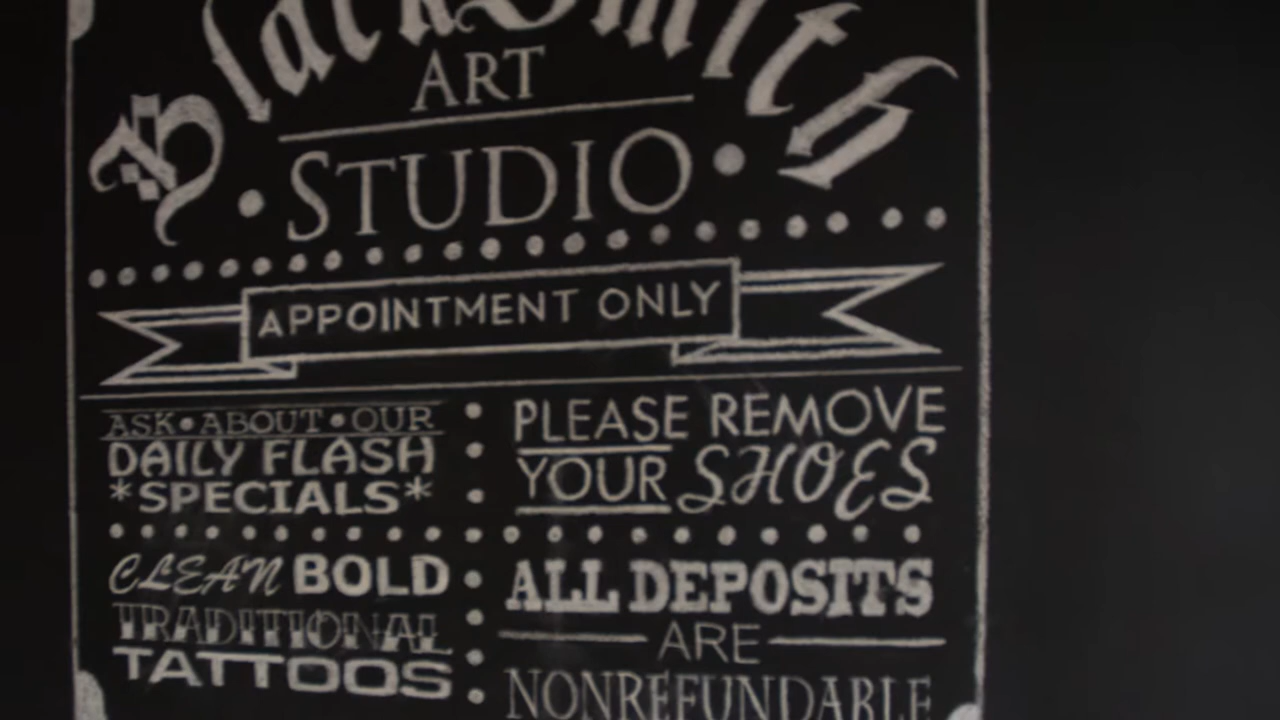 BlackSmith
ART
STUDIO
APPOINTMENT ONLY
ASK•ABOUT•OUR
DAILY FLASH
*SPECIALS*
PLEASE REMOVE
YOUR SHOES
CLEAN BOLD
TRADITIONAL
TATTOOS
ALL DEPOSITS
ARE
NONREFUNDABLE